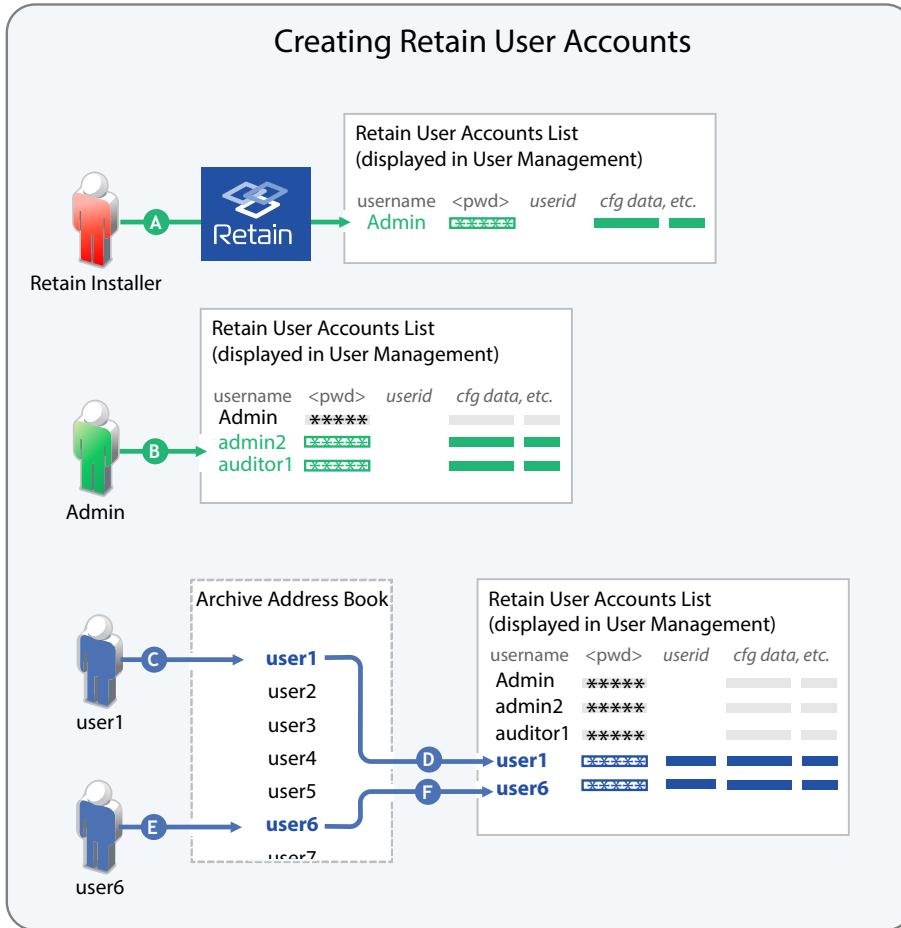 Creating Retain User Accounts
Retain User Accounts List
(displayed in User Management)
username <pwd> userid cfg data, etc.
Admin *****
A
Retain
Retain Installer
Retain User Accounts List
(displayed in User Management)
username <pwd> userid cfg data, etc.
Admin *****
admin2 *****
auditor1 *****
B
Admin
Archive Address Book
user1
user2
user3
user4
user5
user6
user7
C
user1
E
user6
D
F
Retain User Accounts List
(displayed in User Management)
username <pwd> userid cfg data, etc.
Admin *****
admin2 *****
auditor1 *****
user1 *****
user6 *****